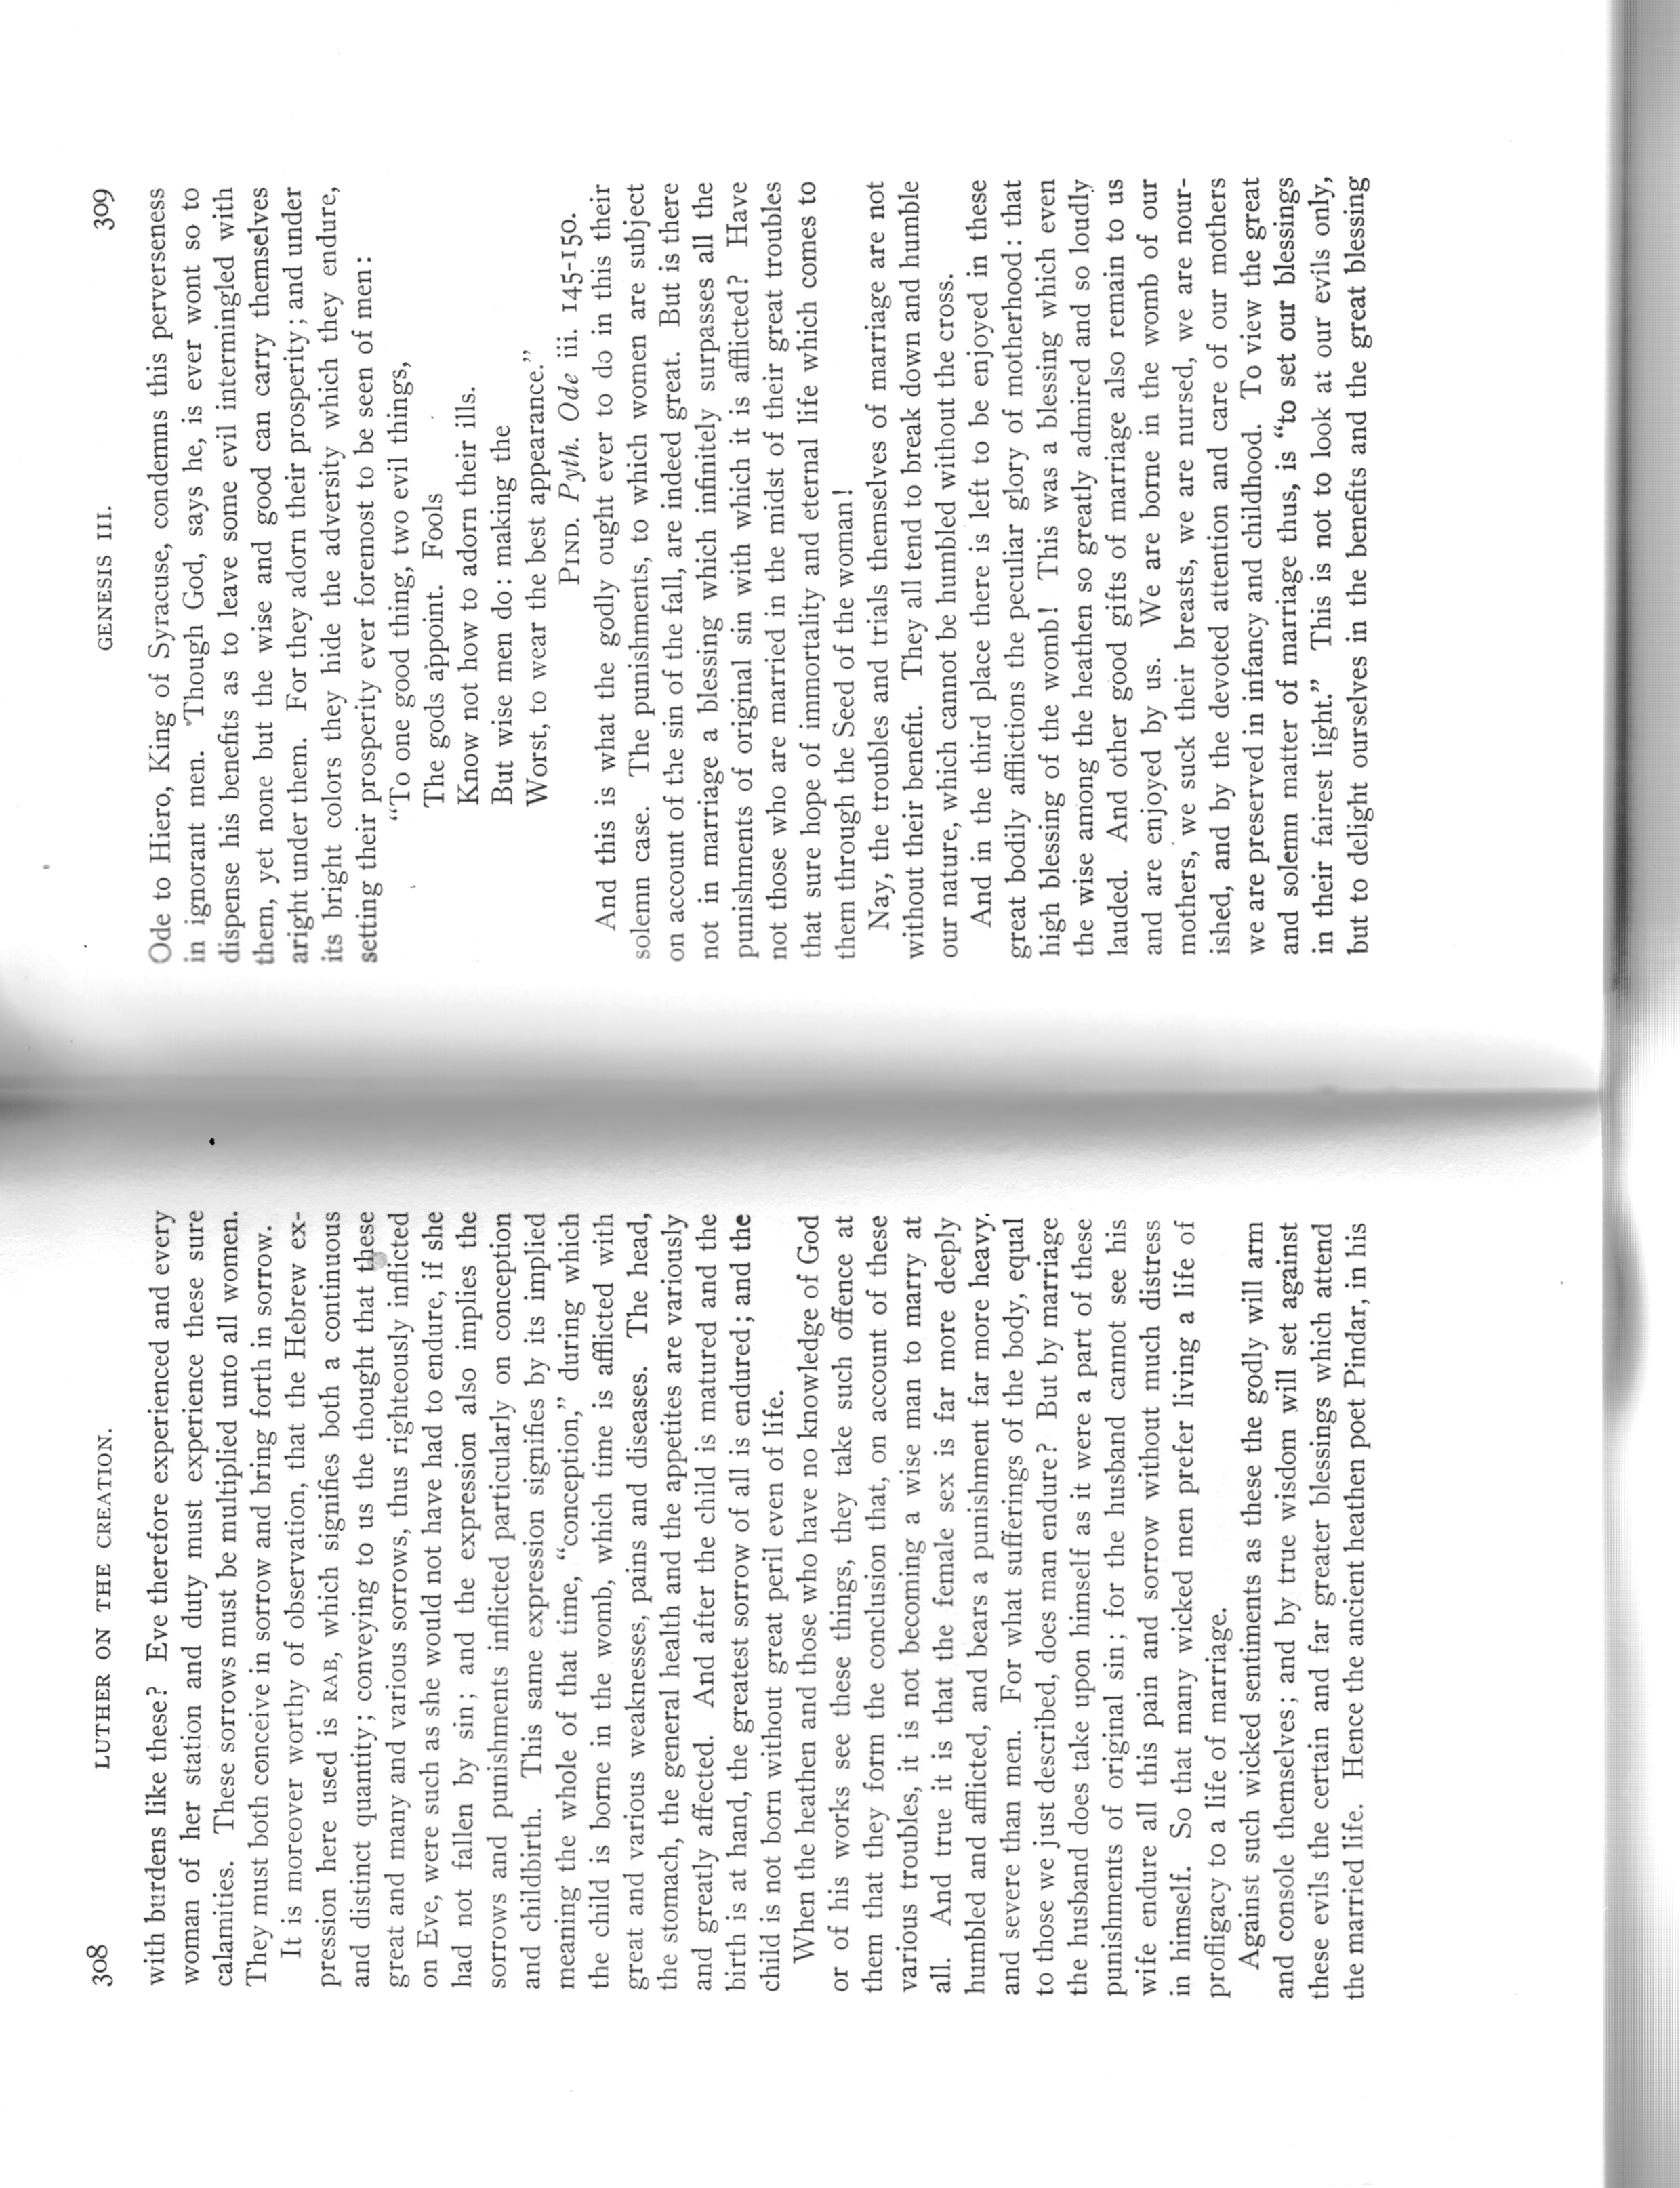 308 LUTHER ON THE CREATION.
with burdens like these? Eve therefore experienced and every
woman of her station and duty must experience these sure
calamities. These sorrows must be multiplied unto all women.
They must both conceive in sorrow and bring forth in sorrow.
It is moreover worthy of observation, that the Hebrew ex-
pression here used is RAB, which signifies both a continuous
and distinct quantity; conveying to us the thought that these
great and many and various sorrows, thus righteously inflicted
on Eve, were such as she would not have had to endure, if she
had not fallen by sin; and the expression also implies the
sorrows and punishments inflicted particularly on conception
and childbirth. This same expression signifies by its implied
meaning the whole of that time, “conception,” during which
the child is borne in the womb, which time is afflicted with
great and various weaknesses, pains and diseases. The head,
the stomach, the general health and the appetites are variously
and greatly affected. And after the child is matured and the
birth is at hand, the greatest sorrow of all is endured; and the
child is not born without great peril even of life.
When the heathen and those who have no knowledge of God
or of his works see these things, they take such offence at
them that they form the conclusion that, on account of these
various troubles, it is not becoming a wise man to marry at
all. And true it is that the female sex is far more deeply
humbled and afflicted, and bears a punishment far more heavy.
and severe than men. For what sufferings of the body, equal
to those we just described, does man endure? But by marriage
the husband does take upon himself as it were a part of these
punishments of original sin; for the husband cannot see his
wife endure all this pain and sorrow without much distress
in himself. So that many wicked men prefer living a life of
profligacy to a life of marriage.
Against such wicked sentiments as these the godly will arm
and console themselves; and by true wisdom will set against
these evils the certain and far greater blessings which attend
the married life. Hence the ancient heathen poet Pindar, in his
GENESIS III. 309
Ode to Hiero, King of Syracuse, condemns this perverseness
in ignorant men. Though God, says he, is ever wont so to
dispense his benefits as to leave some evil intermingled with
them, yet none but the wise and good can carry themselves
aright under them. For they adorn their prosperity; and under
its bright colors they hide the adversity which they endure,
setting their prosperity ever foremost to be seen of men:
“To one good thing, two evil things,
The gods appoint. Fools
Know not how to adorn their ills.
But wise men do: making the
Worst, to wear the best appearance.”
PIND. Pyth. Ode iii. 145-150.
And this is what the godly ought ever to do in this their
solemn case. The punishments, to which women are subject
on account of the sin of the fall, are indeed great. But is there
not in marriage a blessing which infinitely surpasses all the
punishments of original sin with which it is afflicted? Have
not those who are married in the midst of their great troubles
that sure hope of immortality and eternal life which comes to
them through the Seed of the woman!
Nay, the troubles and trials themselves of marriage are not
without their benefit. They all tend to break down and humble
our nature, which cannot be humbled without the cross.
And in the third place there is left to be enjoyed in these
great bodily afflictions the peculiar glory of motherhood: that
high blessing of the womb! This was a blessing which even
the wise among the heathen so greatly admired and so loudly
lauded. And other good gifts of marriage also remain to us
and are enjoyed by us. We are borne in the womb of our
mothers, we suck their breasts, we are nursed, we are nour-
ished, and by the devoted attention and care of our mothers
we are preserved in infancy and childhood. To view the great
and solemn matter of marriage thus, is “to set our blessings
in their fairest light.” This is not to look at our evils only,
but to delight ourselves in the benefits and the great blessing